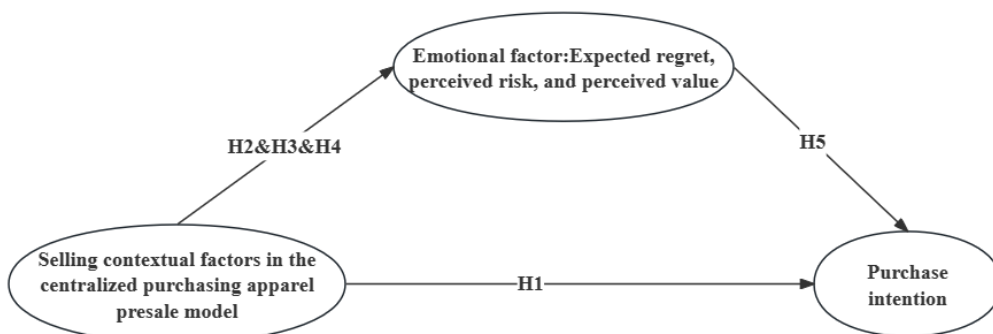 Emotional factor:Expected regret,
perceived risk, and perceived value
H2&H3&H4
H5
Selling contextual factors in the
centralized purchasing apparel
presale model
H1
Purchase
intention